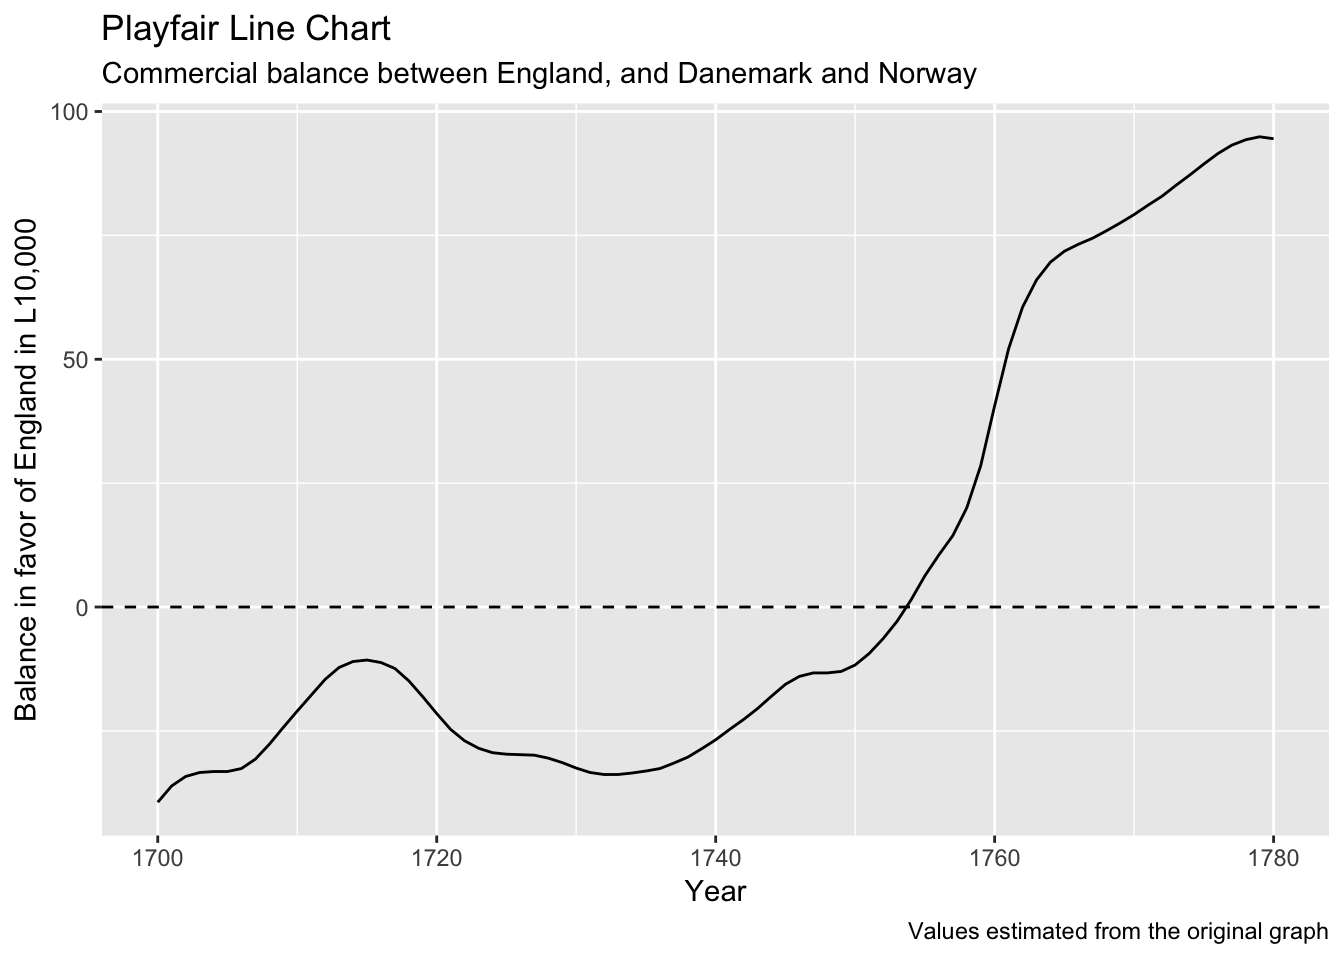 Playfair Line Chart
Commercial balance between England, and Danemark and Norway
Balance in favor of England in L10,000
100
50
0
1700 1720 1740 1760 1780
Year
Values estimated from the original graph